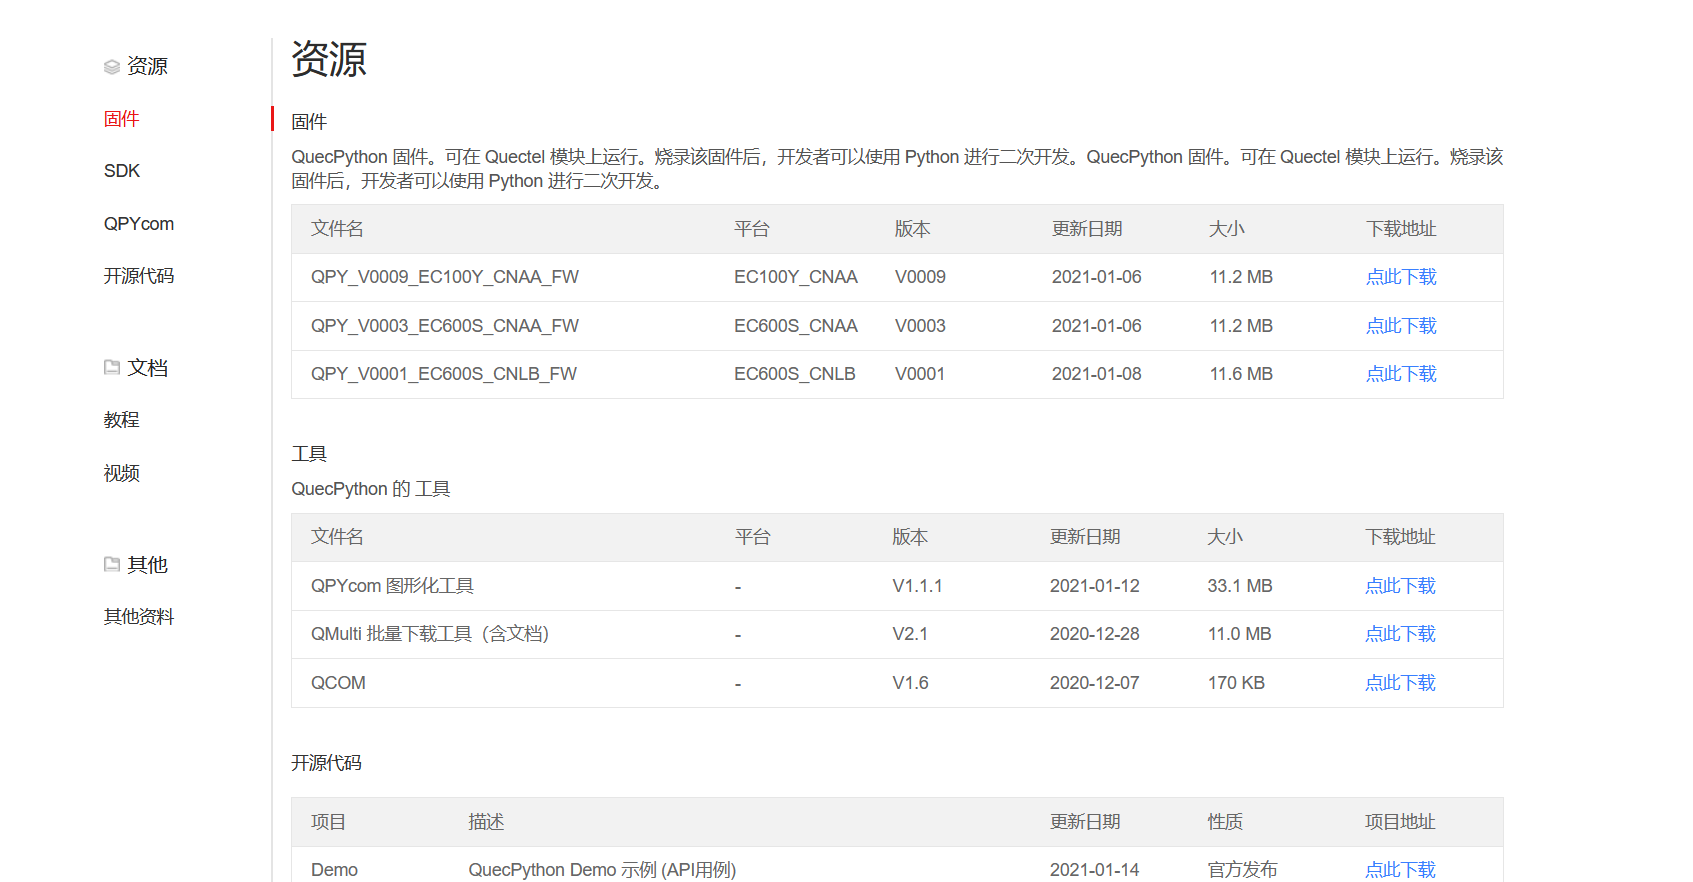 资源
固件
SDK
QPYcom
开源代码
文档
教程
视频
其他
其他资料
资源
固件
QuecPython 固件。可在 Quectel 模块上运行。烧录该固件后，开发者可以使用 Python 进行二次开发。QuecPython 固件。可在 Quectel 模块上运行。烧录该
固件后，开发者可以使用 Python 进行二次开发。
文件名 平台 版本 更新日期 大小 下载地址
QPY_V0009_EC100Y_CNAA_FW EC100Y_CNAA V0009 2021-01-06 11.2 MB 点此下载
QPY_V0003_EC600S_CNAA_FW EC600S_CNAA V0003 2021-01-06 11.2 MB 点此下载
QPY_V0001_EC600S_CNLB_FW EC600S_CNLB V0001 2021-01-08 11.6 MB 点此下载
工具
QuecPython 的 工具
文件名 平台 版本 更新日期 大小 下载地址
QPYcom 图形化工具 - V1.1.1 2021-01-12 33.1 MB 点此下载
QMulti 批量下载工具（含文档） - V2.1 2020-12-28 11.0 MB 点此下载
QCOM - V1.6 2020-12-07 170 KB 点此下载
开源代码
项目 描述 更新日期 性质 项目地址
Demo QuecPython Demo 示例 (API用例) 2021-01-14 官方发布 点此下载